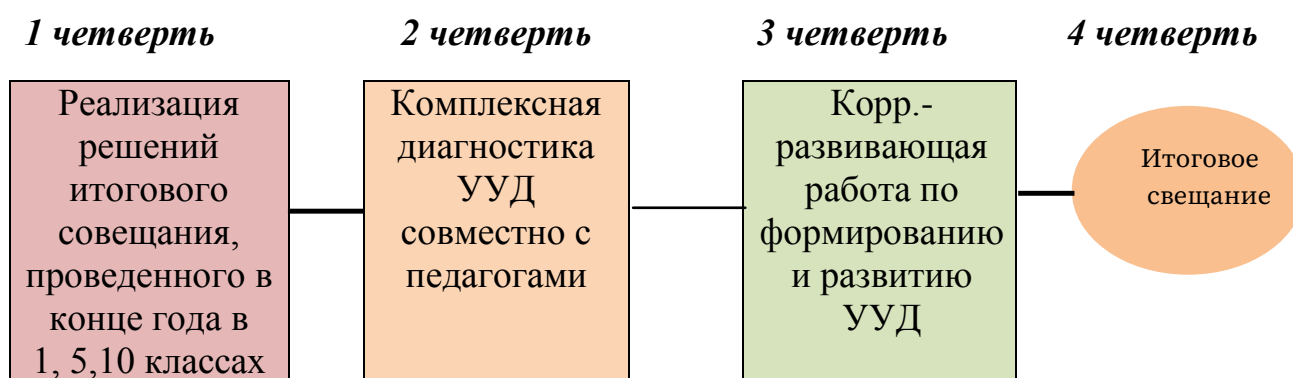 1 четверть
2 четверть
3 четверть
4 четверть
Реализация
решений
итогового
совещания,
проведенного в
конце года в
1, 5,10 классах
Комплексная
диагностика
УУД
совместно с
педагогами
Корр.-
развивающая
работа по
формированию
и развитию
УУД
Итоговое
свещание